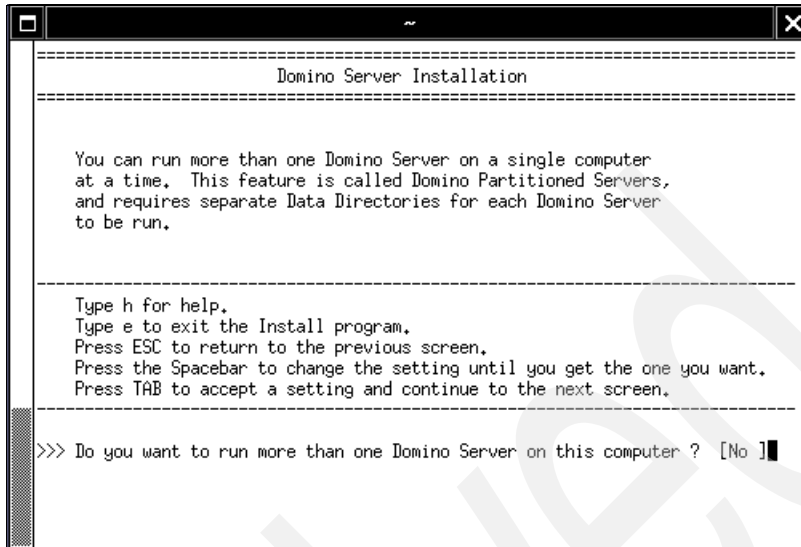 ~
================================================================================
Domino Server Installation
================================================================================
You can run more than one Domino Server on a single computer
at a time.  This feature is called Domino Partitioned Servers,
and requires separate Data Directories for each Domino Server
to be run.
--------------------------------------------------------------------------------
Type h for help.
Type e to exit the Install program.
Press ESC to return to the previous screen.
Press the Spacebar to change the setting until you get the one you want.
Press TAB to accept a setting and continue to the next screen.
--------------------------------------------------------------------------------
>>> Do you want to run more than one Domino Server on this computer ?  [No ]